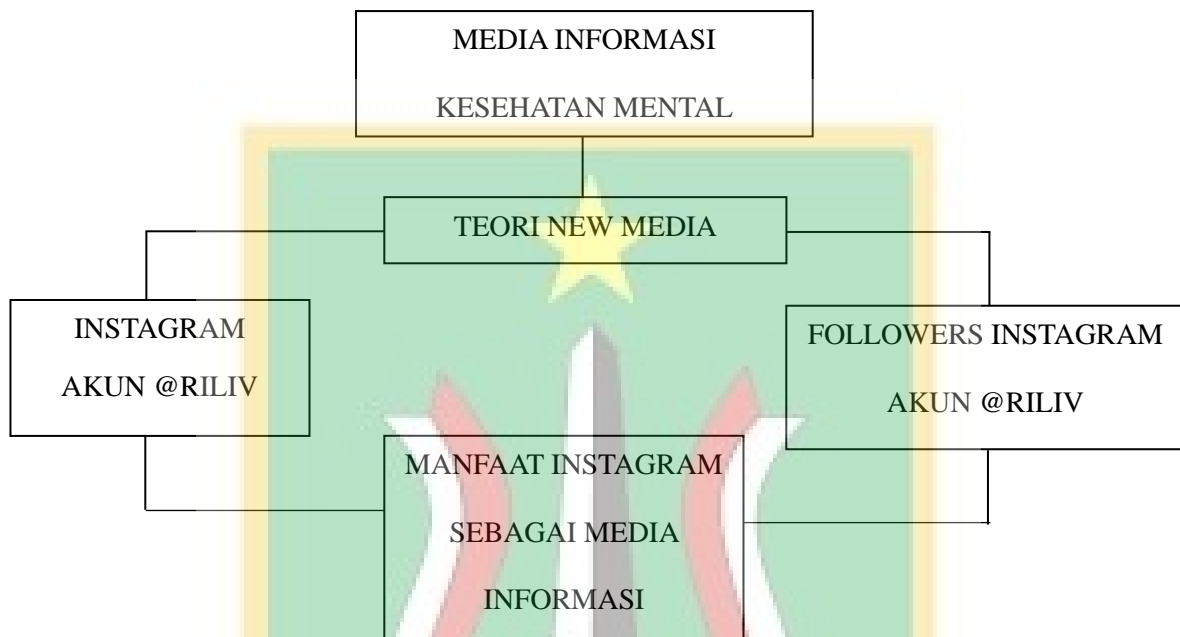 MEDIA INFORMASI
KESEHATAN MENTAL
TEORI NEW MEDIA
INSTAGRAM
AKUN @RILIV
FOLLOWERS INSTAGRAM
AKUN @RILIV
MANFAAT INSTAGRAM
SEBAGAI MEDIA
INFORMASI